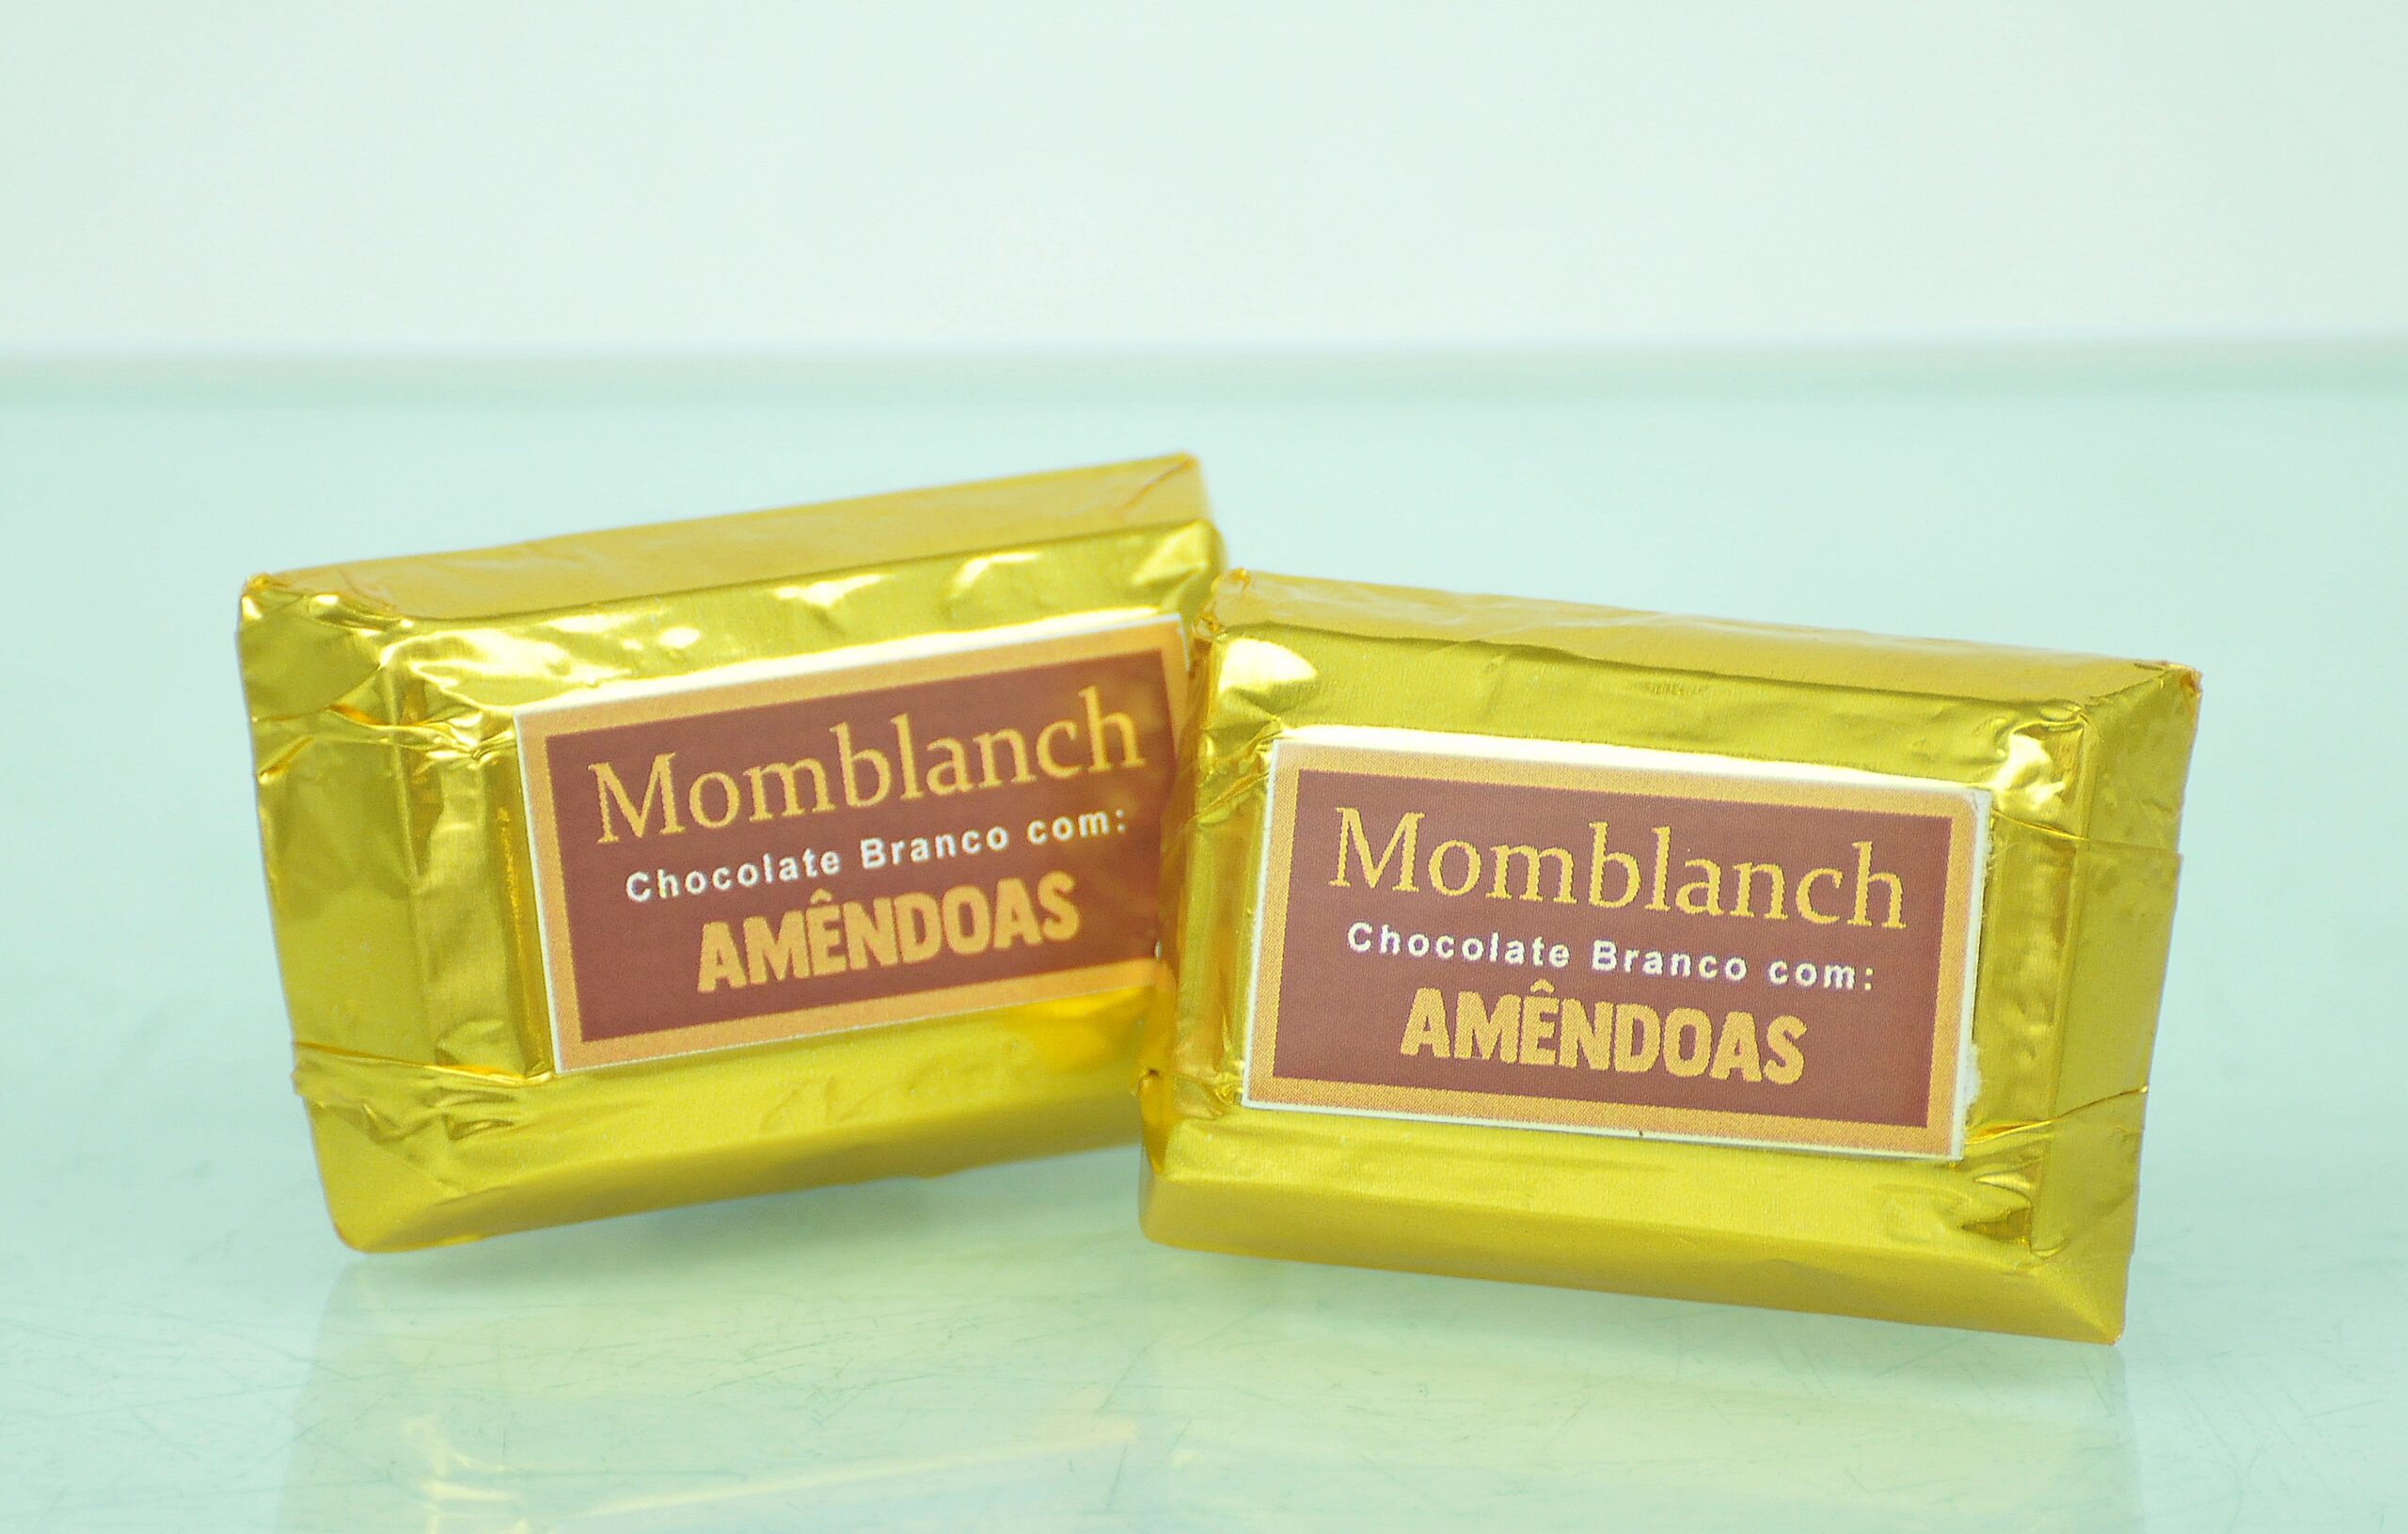 Momblanch
Chocolate Branco com:
AMÊNDOAS
Momblanch
Chocolate Branco com:
AMÊNDOAS